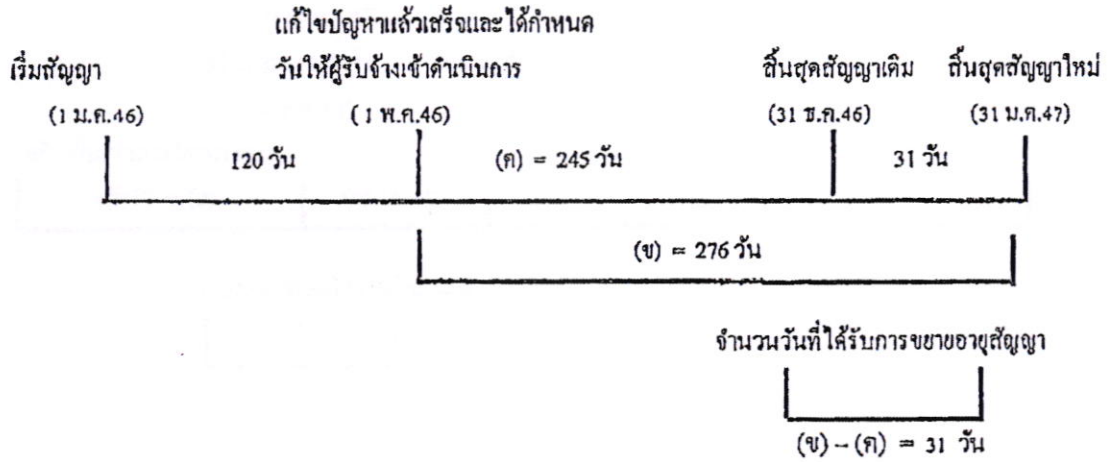 แก้ไขปัญหาแล้วเสร็จและได้กำหนด
เริ่มสัญญา วันให้ผู้รับจ้างเข้าดำเนินการ สิ้นสุดสัญญาเดิม สิ้นสุดสัญญาใหม่
(1 ม.ค.46) (1 พ.ค.46) (31 ธ.ค.46) (31 ม.ค.47)
120 วัน (ค) = 245 วัน 31 วัน
(ข) = 276 วัน
จำนวนวันที่ได้รับการขยายอายุสัญญา
(ข) – (ค) = 31 วัน